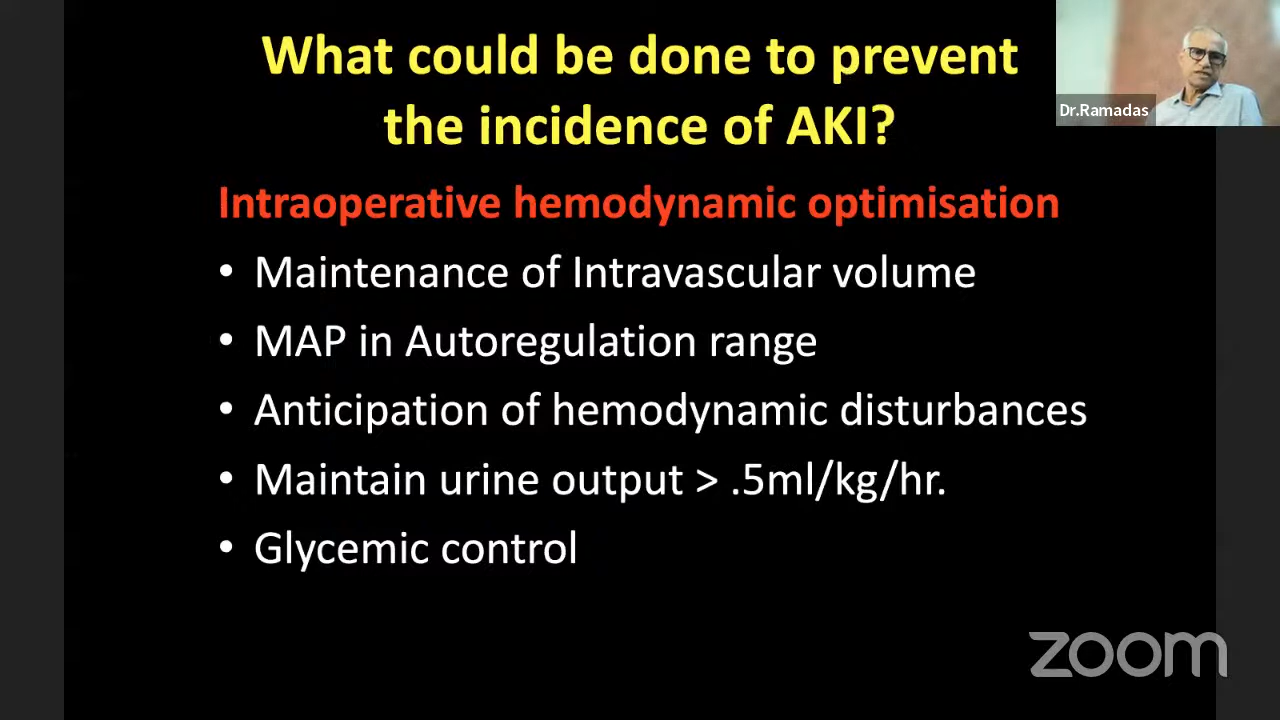 What could be done to prevent
the incidence of AKI?
Dr.Ramadas
Intraoperative hemodynamic optimisation
• Maintenance of Intravascular volume
• MAP in Autoregulation range
• Anticipation of hemodynamic disturbances
• Maintain urine output > .5ml/kg/hr.
• Glycemic control
zoom